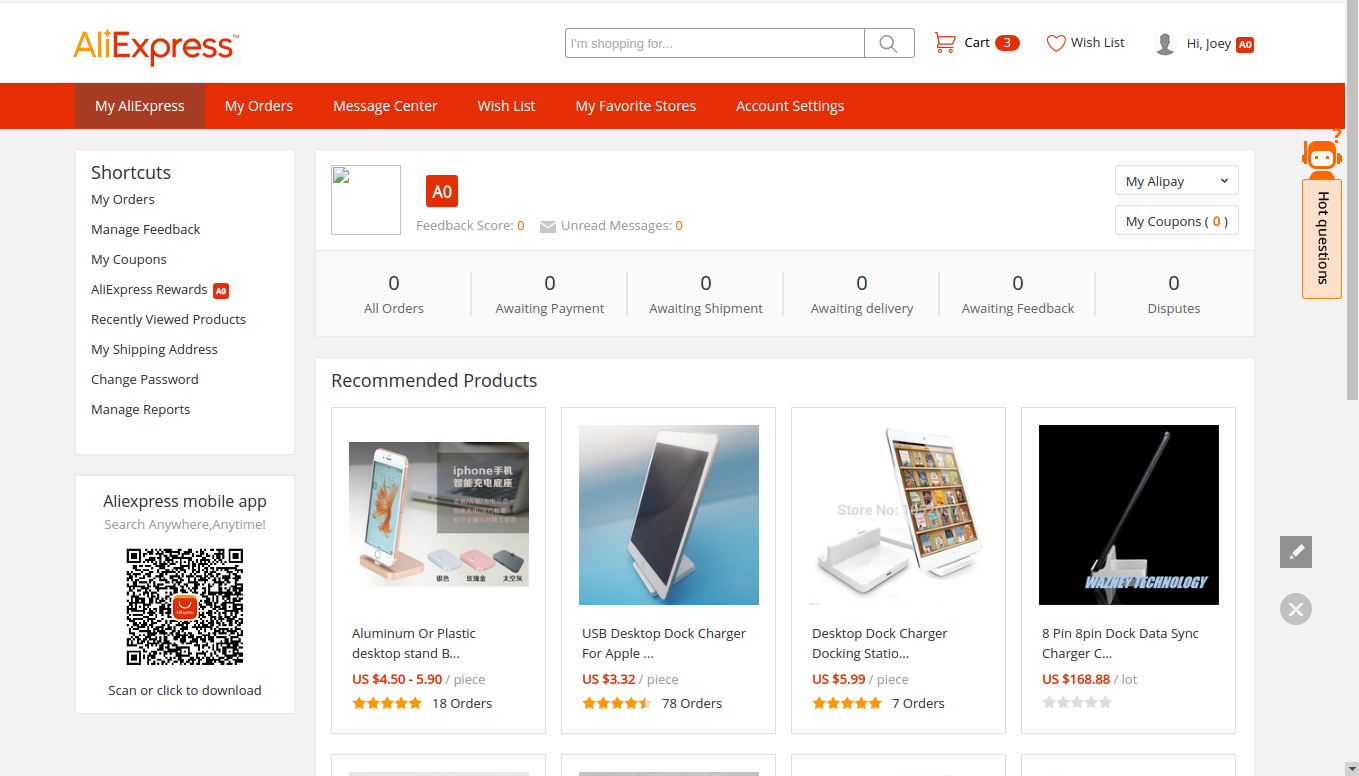 AliExpress™
I'm shopping for...
Cart 3
Wish List
Hi, Joey A0
My AliExpress
My Orders
Message Center
Wish List
My Favorite Stores
Account Settings
Shortcuts
My Orders
Manage Feedback
My Coupons
AliExpress Rewards A0
Recently Viewed Products
My Shipping Address
Change Password
Manage Reports
Aliexpress mobile app
Search Anywhere,Anytime!
AliExpress
Scan or click to download
A0
Feedback Score: 0
Unread Messages: 0
My Alipay
My Coupons ( 0 )
0
All Orders
0
Awaiting Payment
0
Awaiting Shipment
0
Awaiting delivery
0
Awaiting Feedback
0
Disputes
Recommended Products
iphone手机
智能充电底座
银色
玫瑰金
太空灰
Aluminum Or Plastic
desktop stand B...
US $4.50 - 5.90 / piece
18 Orders
USB Desktop Dock Charger
For Apple ...
US $3.32 / piece
78 Orders
Store No:
Desktop Dock Charger
Docking Statio...
US $5.99 / piece
7 Orders
WAZNEY TECHNOLOGY
8 Pin 8pin Dock Data Sync
Charger C...
US $168.88 / lot
?
Hot questions